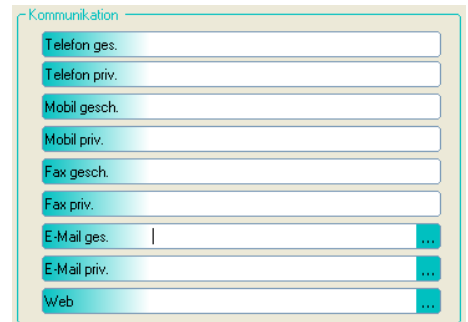 Kommunikation
Telefon ges.
Telefon priv.
Mobil gesch.
Mobil priv.
Fax gesch.
Fax priv.
E-Mail ges. ...
E-Mail priv. ...
Web ...